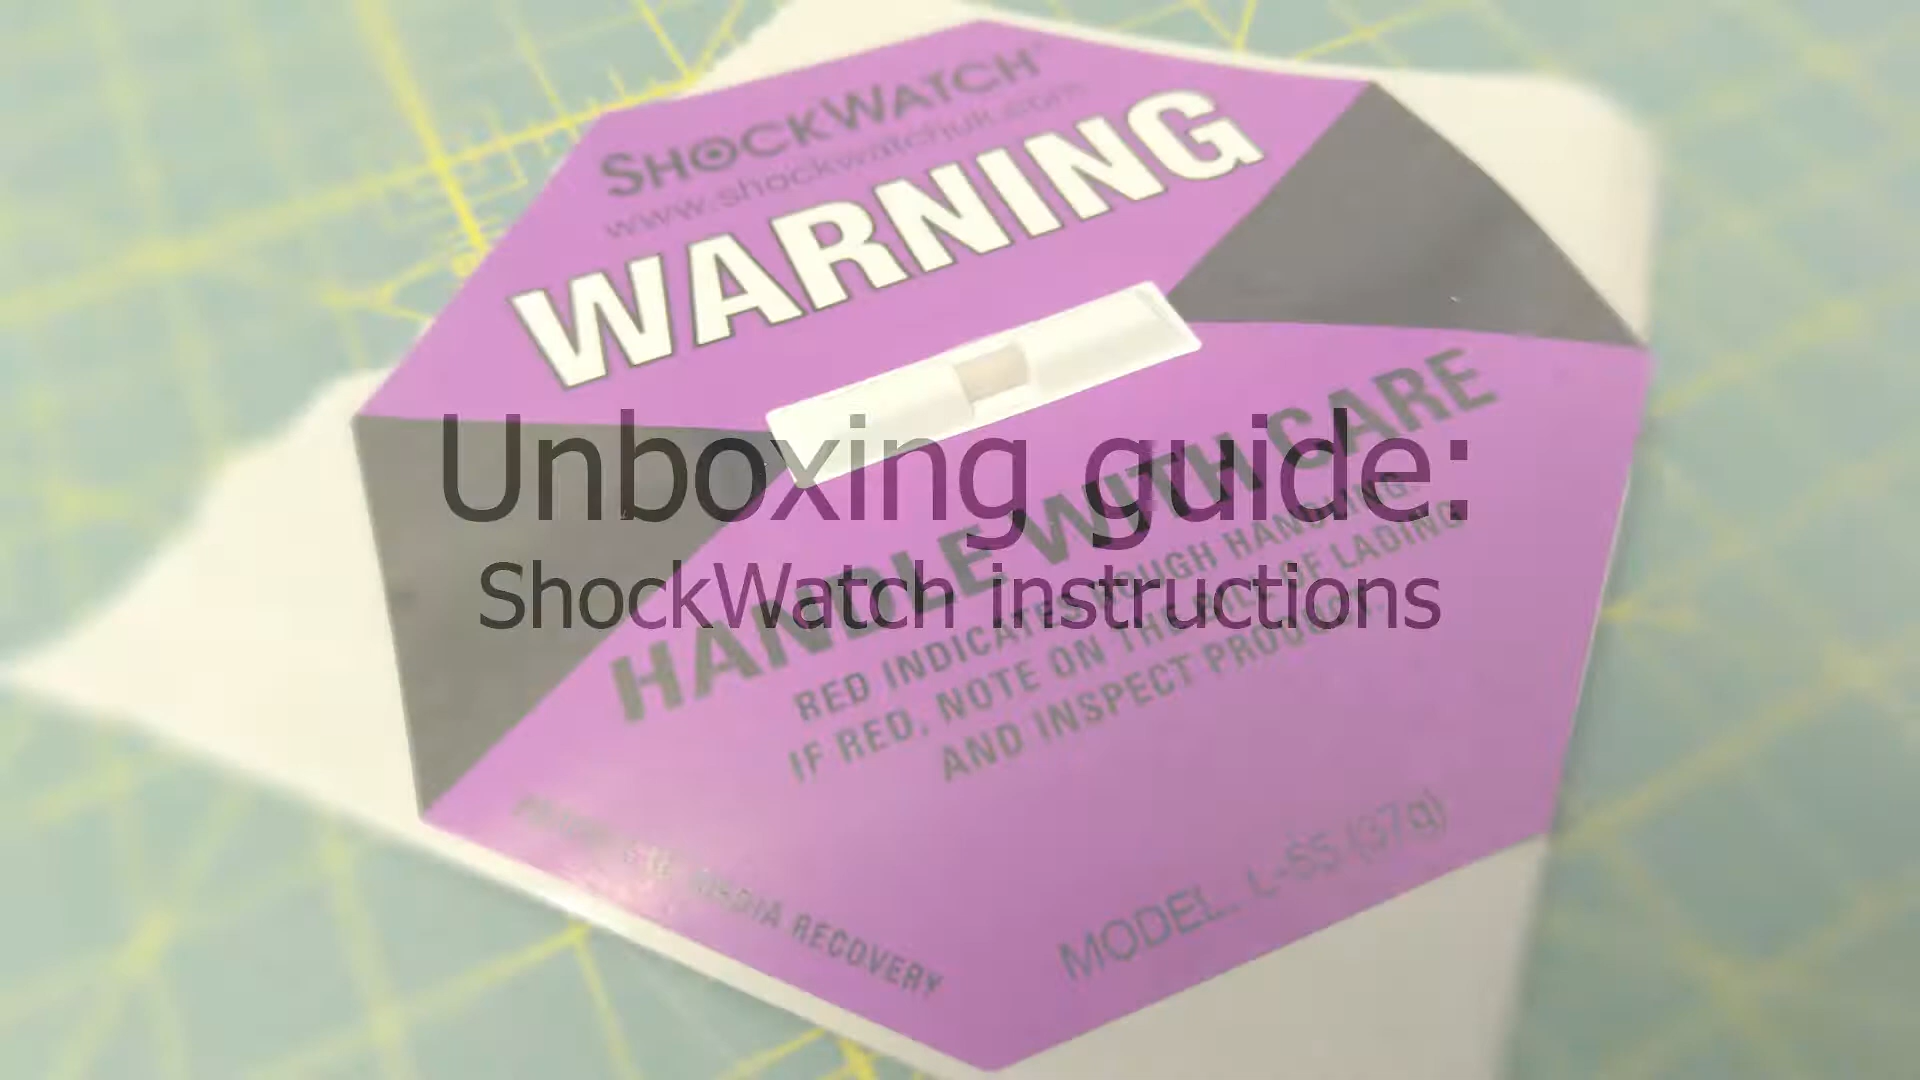 SHOCKWATCH
www.shockwatchuk.com
WARNING
Unboxing guide:
ShockWatch instructions
HANDLE WITH CARE
RED INDICATES ROUGH HANDLING.
IF RED, NOTE ON THE BILL OF LADING
AND INSPECT PRODUCT.
MEDIA RECOVERY
MODEL. L-55 (37g)